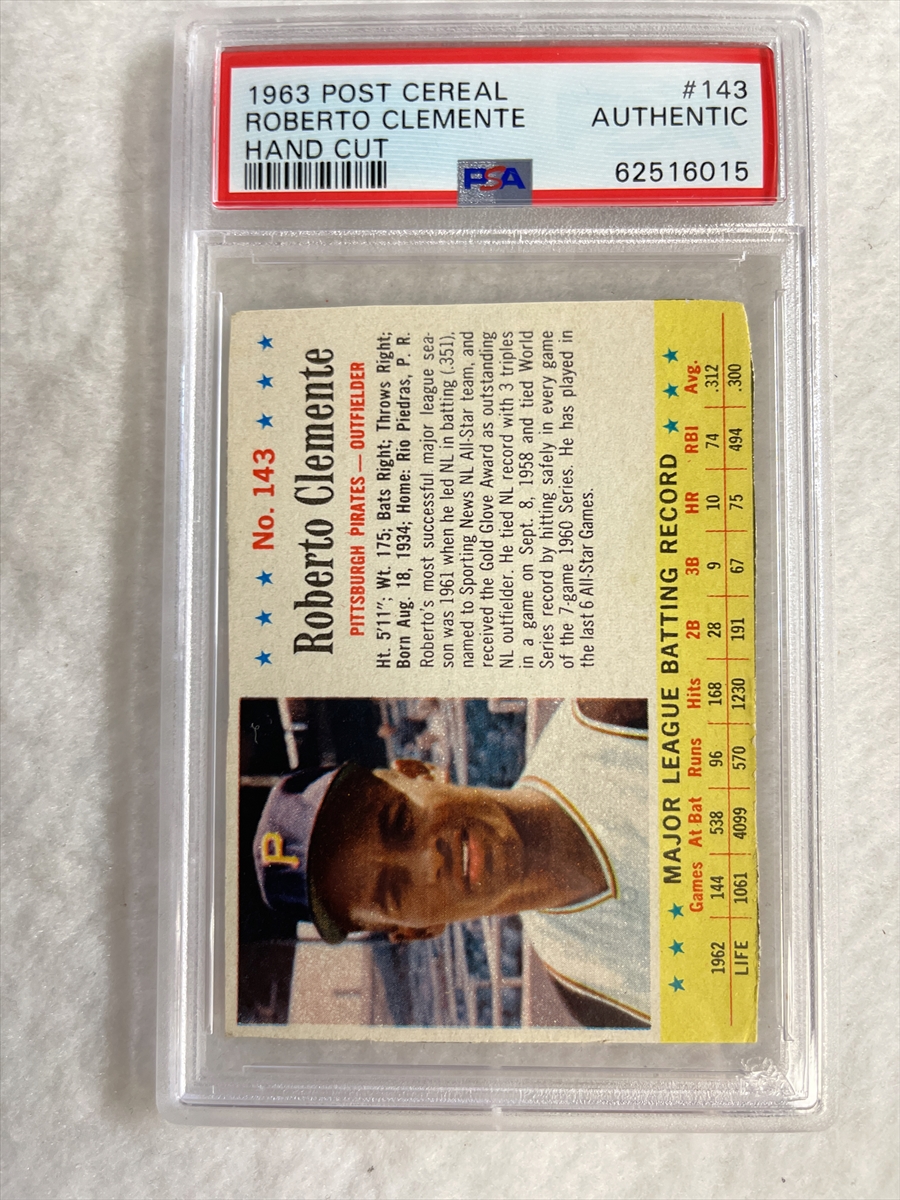 1963 POST CEREAL #143
ROBERTO CLEMENTE AUTHENTIC
HAND CUT
PSA 62516015
No. 143
Roberto Clemente
PITTSBURGH PIRATES — OUTFIELDER
Ht. 5'11"; Wt. 175; Bats Right; Throws Right;
Born Aug. 18, 1934; Home: Rio Piedras, P. R.
Roberto's most successful major league sea-
son was 1961 when he led NL in batting (.351),
named to Sporting News NL All-Star team, and
received the Gold Glove Award as outstanding
NL outfielder. He tied NL record with 3 triples
in a game on Sept. 8, 1958 and tied World
Series record by hitting safely in every game
of the 7-game 1960 Series. He has played in
the last 6 All-Star Games.
P
MAJOR LEAGUE BATTING RECORD
Games At Bat Runs Hits 2B 3B HR RBI Avg.
1962 144 538 96 168 28 9 10 74 .312
LIFE 1061 4099 570 1230 191 67 75 494 .300